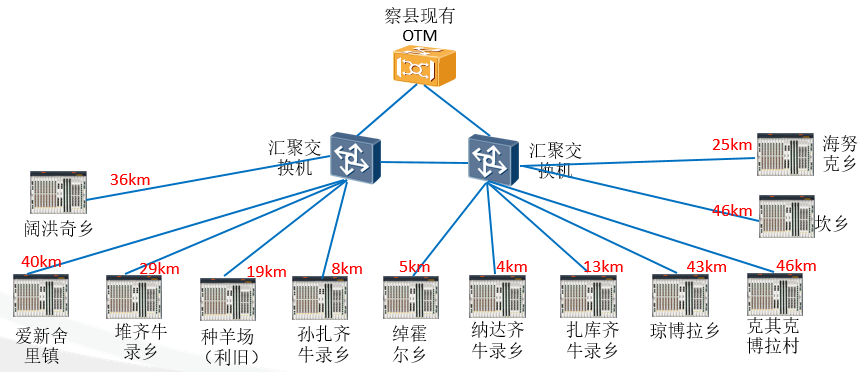 察县现有
OTM
汇聚交
换机
汇聚交
换机
25km
海努
克乡
36km
阔洪奇乡
46km
坎乡
40km
29km
19km
8km
5km
4km
13km
43km
46km
爱新舍
里镇
堆齐牛
录乡
种羊场
（利旧）
孙扎齐
牛录乡
绰霍
尔乡
纳达齐
牛录乡
扎库齐
牛录乡
琼博拉乡
克其克
博拉村